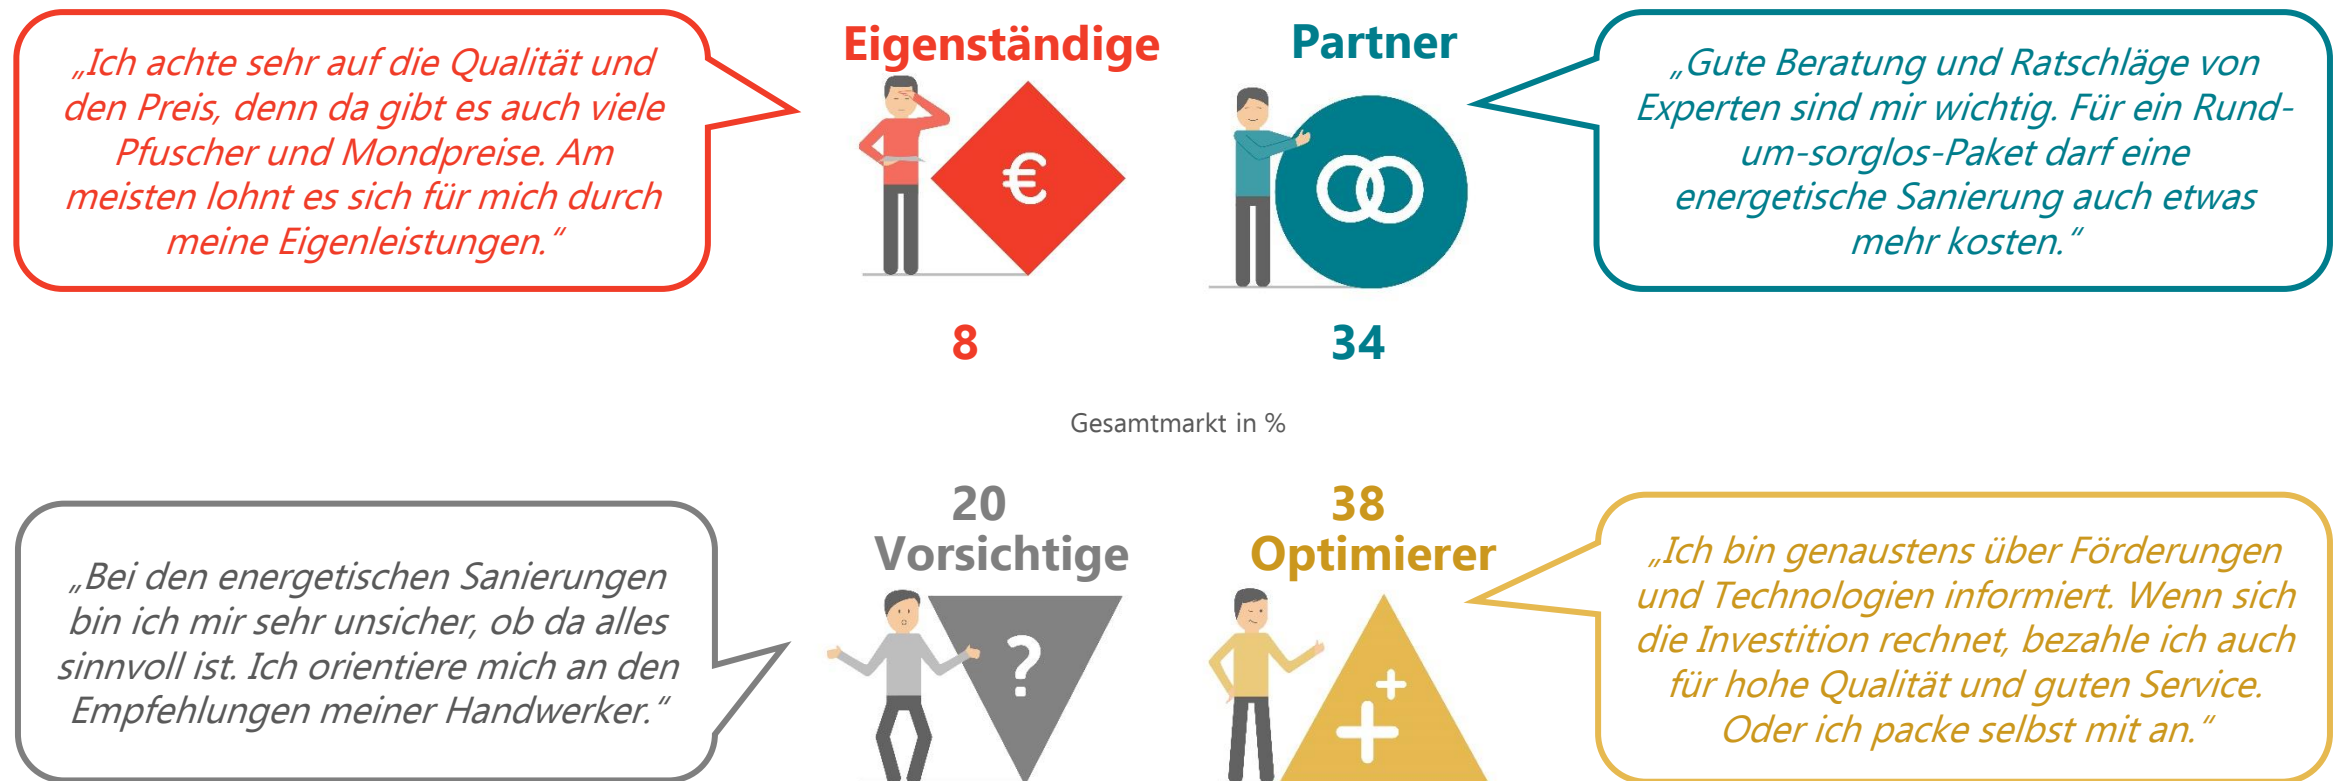 Eigenständige
Partner
„Ich achte sehr auf die Qualität und
den Preis, denn da gibt es auch viele
Pfuscher und Mondpreise. Am
meisten lohnt es sich für mich durch
meine Eigenleistungen.“
€
„Gute Beratung und Ratschläge von
Experten sind mir wichtig. Für ein Rund-
um-sorglos-Paket darf eine
energetische Sanierung auch etwas
mehr kosten.“
8
34
Gesamtmarkt in %
20
38
Vorsichtige
Optimierer
„Bei den energetischen Sanierungen
bin ich mir sehr unsicher, ob da alles
sinnvoll ist. Ich orientiere mich an den
Empfehlungen meiner Handwerker.“
?
„Ich bin genaustens über Förderungen
und Technologien informiert. Wenn sich
die Investition rechnet, bezahle ich auch
für hohe Qualität und guten Service.
Oder ich packe selbst mit an.“